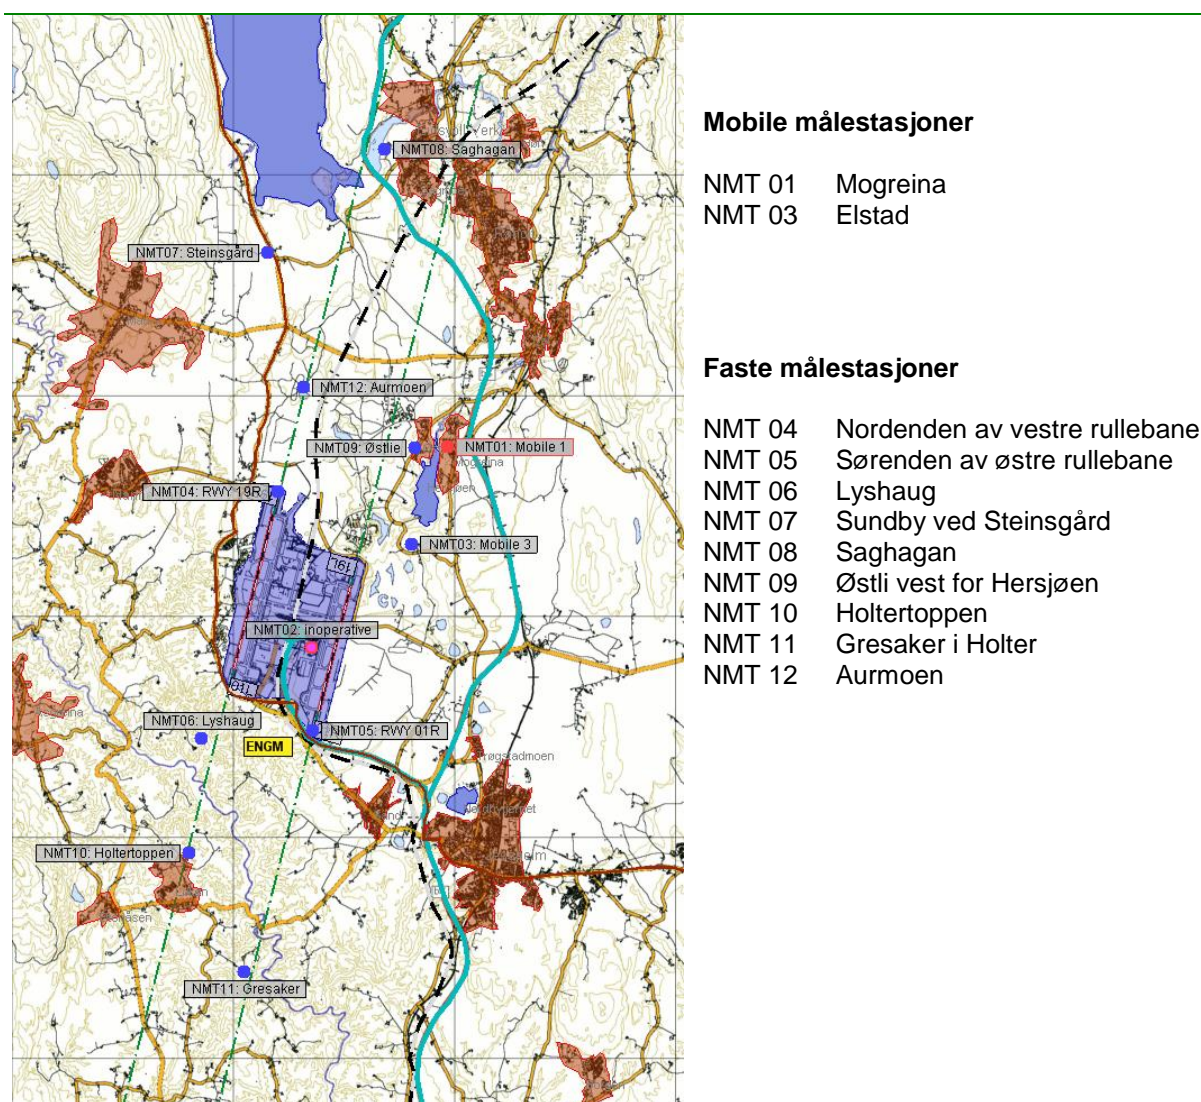 NMT08: Saghagan
NMT07: Steinsgård
NMT12: Aurmoen
NMT09: Østlie
NMT01: Mobile 1
Mogreina
NMT04: RWY 19R
NMT03: Mobile 3
19L
NMT02: inoperative
NMT06: Lyshaug
NMT05: RWY 01R
ENGM
NMT10: Holtertoppen
NMT11: Gresaker
Mobile målestasjoner
NMT 01 Mogreina
NMT 03 Elstad
Faste målestasjoner
NMT 04 Nordenden av vestre rullebane
NMT 05 Sørenden av østre rullebane
NMT 06 Lyshaug
NMT 07 Sundby ved Steinsgård
NMT 08 Saghagan
NMT 09 Østli vest for Hersjøen
NMT 10 Holtertoppen
NMT 11 Gresaker i Holter
NMT 12 Aurmoen